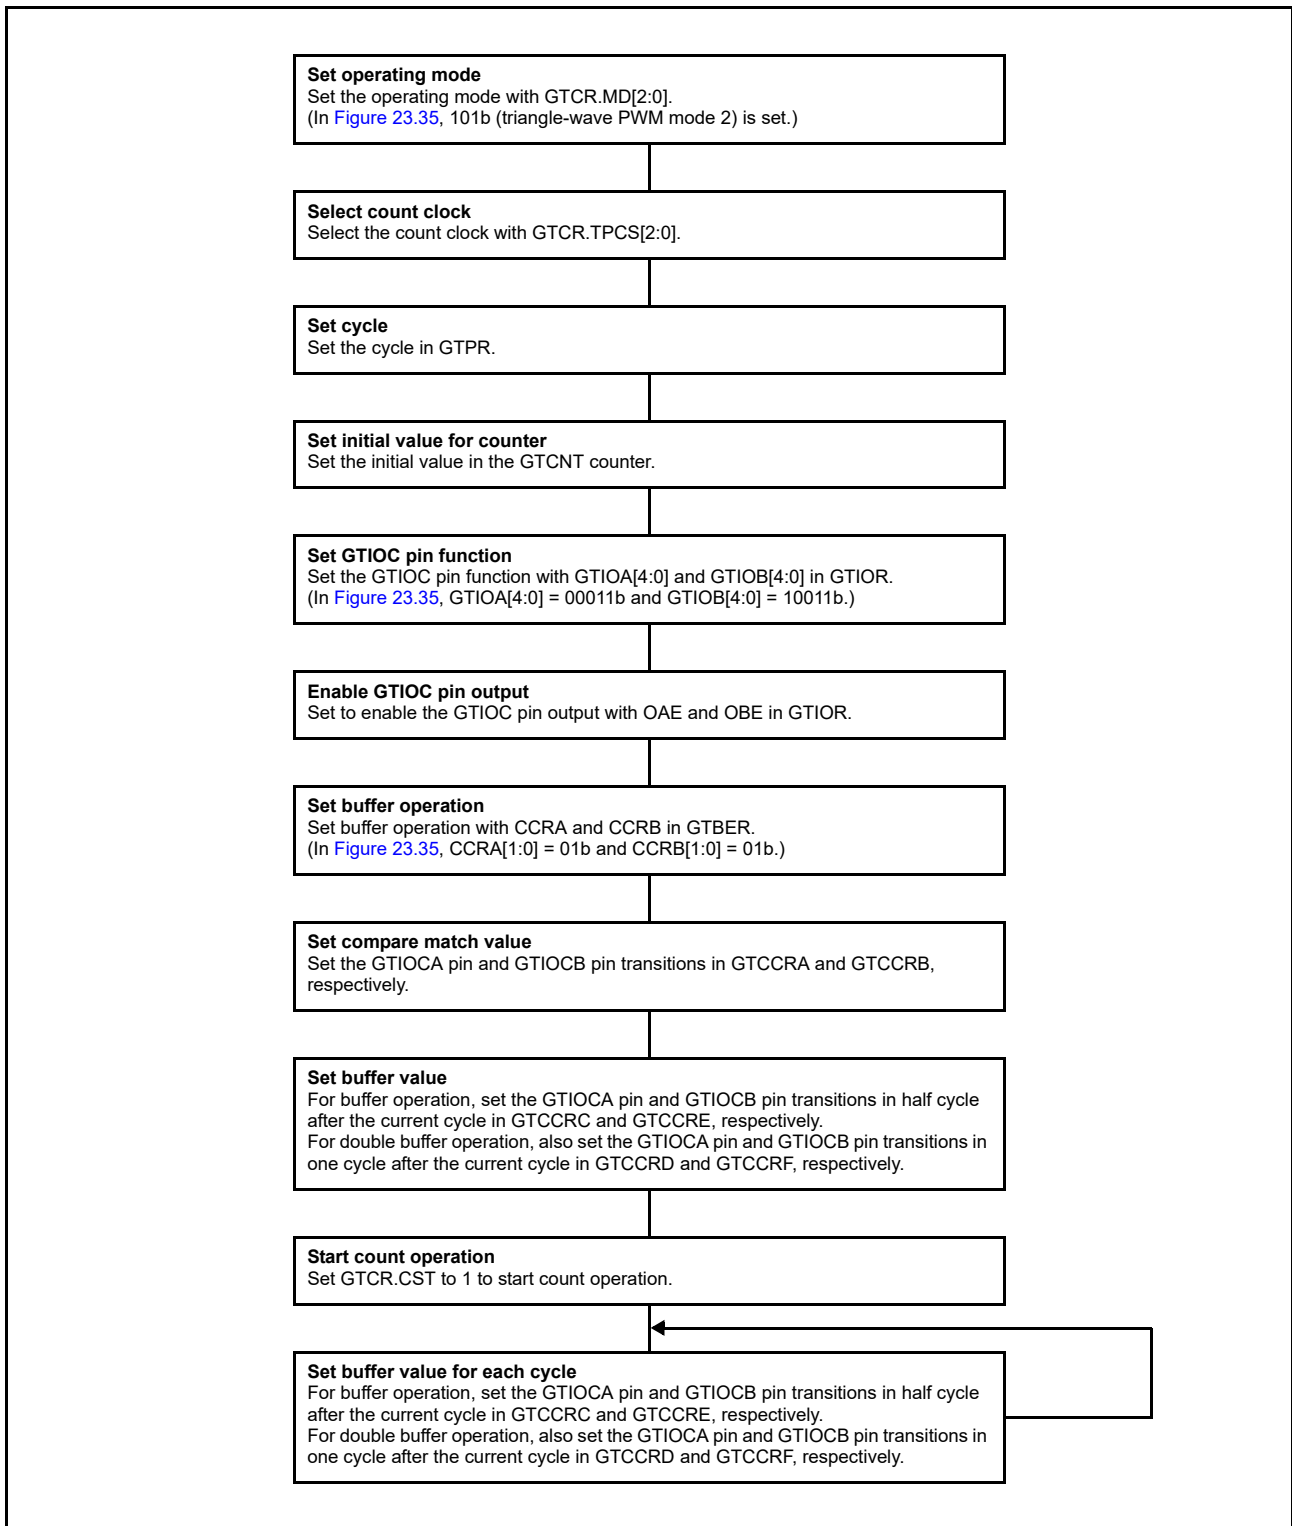 Set operating mode
Set the operating mode with GTCR.MD[2:0].
(In Figure 23.35, 101b (triangle-wave PWM mode 2) is set.)
Select count clock
Select the count clock with GTCR.TPCS[2:0].
Set cycle
Set the cycle in GTPR.
Set initial value for counter
Set the initial value in the GTCNT counter.
Set GTIOC pin function
Set the GTIOC pin function with GTIOA[4:0] and GTIOB[4:0] in GTIOR.
(In Figure 23.35, GTIOA[4:0] = 00011b and GTIOB[4:0] = 10011b.)
Enable GTIOC pin output
Set to enable the GTIOC pin output with OAE and OBE in GTIOR.
Set buffer operation
Set buffer operation with CCRA and CCRB in GTBER.
(In Figure 23.35, CCRA[1:0] = 01b and CCRB[1:0] = 01b.)
Set compare match value
Set the GTIOCA pin and GTIOCB pin transitions in GTCCRA and GTCCRB,
respectively.
Set buffer value
For buffer operation, set the GTIOCA pin and GTIOCB pin transitions in half cycle
after the current cycle in GTCCRC and GTCCRE, respectively.
For double buffer operation, also set the GTIOCA pin and GTIOCB pin transitions in
one cycle after the current cycle in GTCCRD and GTCCRF, respectively.
Start count operation
Set GTCR.CST to 1 to start count operation.
Set buffer value for each cycle
For buffer operation, set the GTIOCA pin and GTIOCB pin transitions in half cycle
after the current cycle in GTCCRC and GTCCRE, respectively.
For double buffer operation, also set the GTIOCA pin and GTIOCB pin transitions in
one cycle after the current cycle in GTCCRD and GTCCRF, respectively.